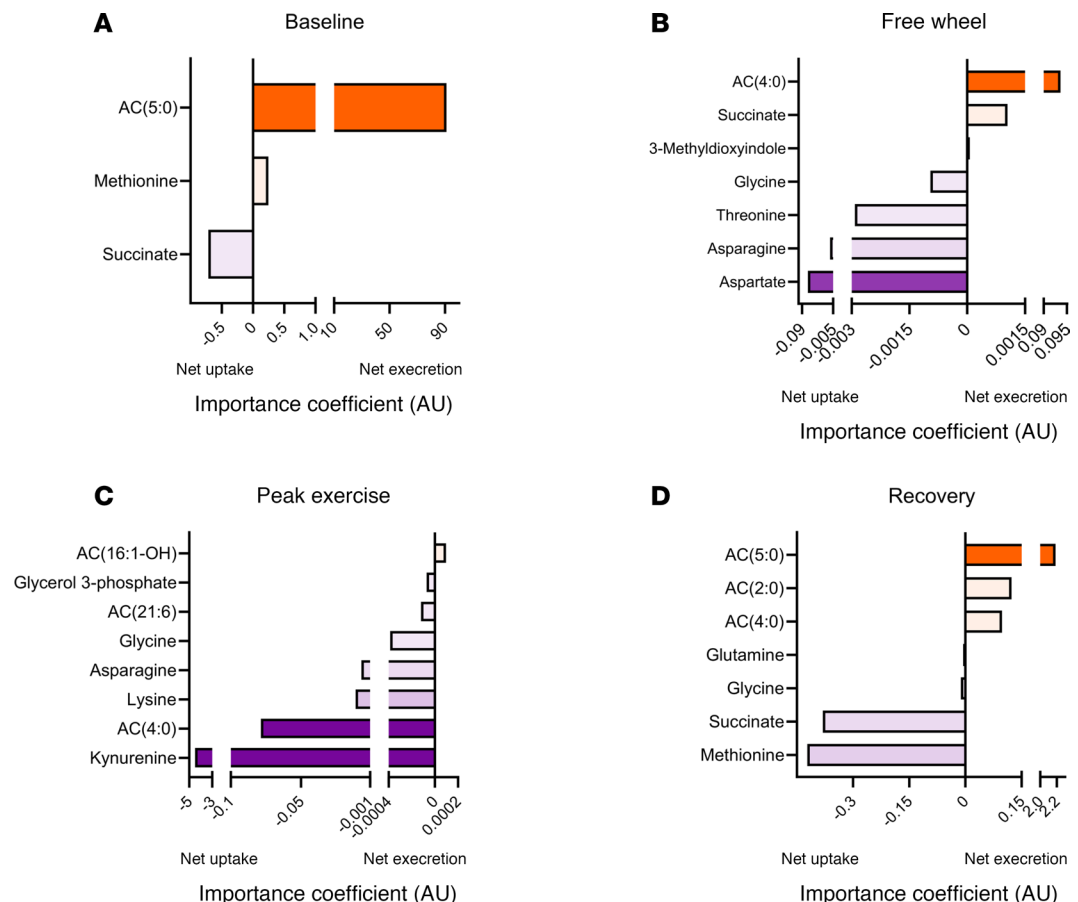 A
Baseline
AC(5:0)
Methionine
Succinate
-0.5
0
0.5
1.0
10
50
90
Net uptake
Net execretion
Importance coefficient (AU)
B
Free wheel
AC(4:0)
Succinate
3-Methyldioxyindole
Glycine
Threonine
Asparagine
Aspartate
-0.09
-0.005
-0.003
-0.0015
0
0.0015
0.09
0.095
Net uptake
Net execretion
Importance coefficient (AU)
C
Peak exercise
AC(16:1-OH)
Glycerol 3-phosphate
AC(21:6)
Glycine
Asparagine
Lysine
AC(4:0)
Kynurenine
-5
-3
-0.1
-0.05
-0.001
-0.0004
0
0.0002
Net uptake
Net execretion
Importance coefficient (AU)
D
Recovery
AC(5:0)
AC(2:0)
AC(4:0)
Glutamine
Glycine
Succinate
Methionine
-0.3
-0.15
0
0.15
2.0
2.2
Net uptake
Net execretion
Importance coefficient (AU)